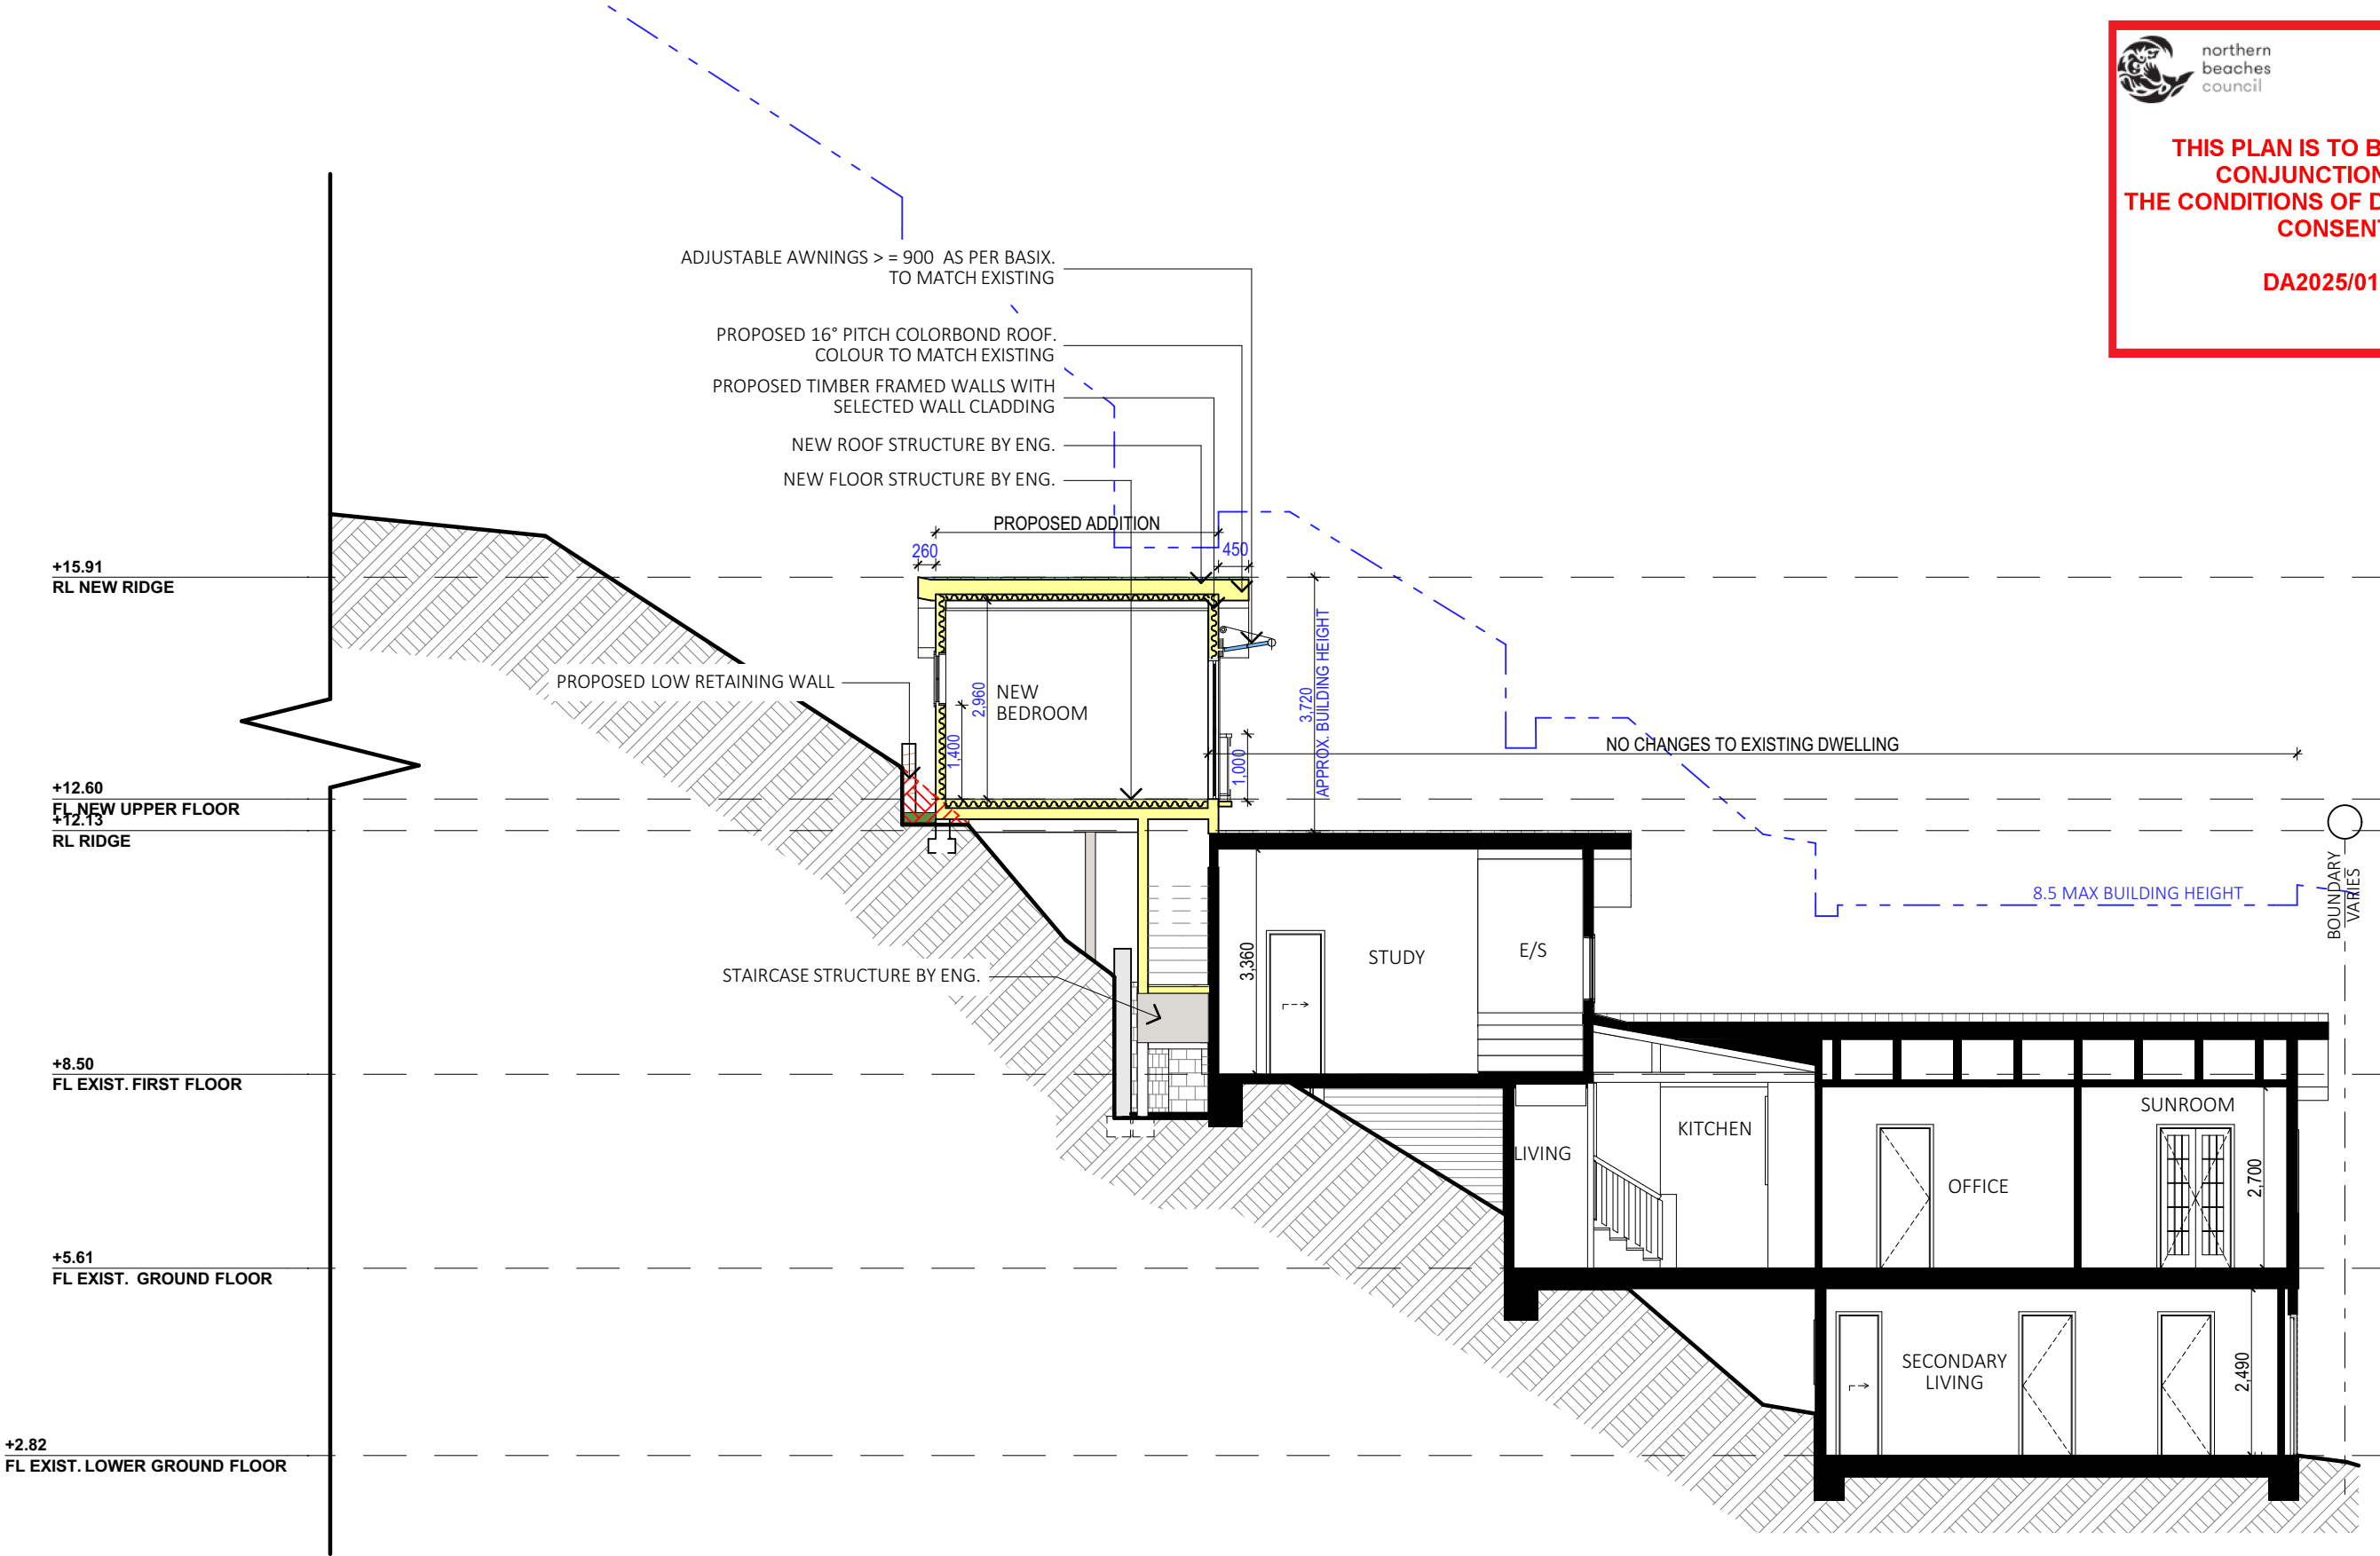 northern
beaches
council
THIS PLAN IS TO B
CONJUNCTION
THE CONDITIONS OF D
CONSENT
DA2025/01
ADJUSTABLE AWNINGS > = 900 AS PER BASIX.
TO MATCH EXISTING
PROPOSED 16° PITCH COLORBOND ROOF.
COLOUR TO MATCH EXISTING
PROPOSED TIMBER FRAMED WALLS WITH
SELECTED WALL CLADDING
NEW ROOF STRUCTURE BY ENG.
NEW FLOOR STRUCTURE BY ENG.
PROPOSED ADDITION
260
450
+15.91
RL NEW RIDGE
PROPOSED LOW RETAINING WALL
2,960
NEW
BEDROOM
1,400
1,000
3,720
APPROX. BUILDING HEIGHT
NO CHANGES TO EXISTING DWELLING
+12.60
FL NEW UPPER FLOOR
+12.13
RL RIDGE
8.5 MAX BUILDING HEIGHT
BOUNDARY
VARIES
STAIRCASE STRUCTURE BY ENG.
3,360
STUDY
E/S
+8.50
FL EXIST. FIRST FLOOR
LIVING
KITCHEN
OFFICE
SUNROOM
2,700
+5.61
FL EXIST. GROUND FLOOR
SECONDARY
LIVING
2,490
+2.82
FL EXIST. LOWER GROUND FLOOR